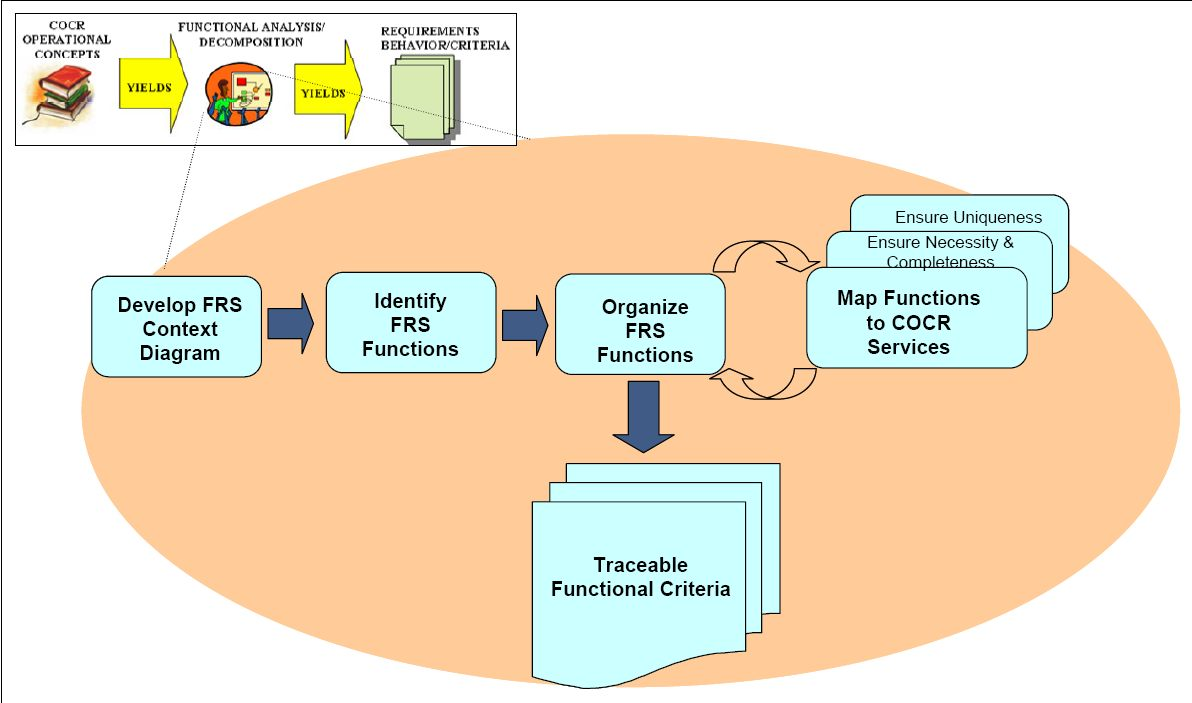 COCR
OPERATIONAL
CONCEPTS
YIELDS
FUNCTIONAL ANALYSIS/
DECOMPOSITION
YIELDS
REQUIREMENTS
BEHAVIOR/CRITERIA
Develop FRS
Context
Diagram
Identify
FRS
Functions
Organize
FRS
Functions
Ensure Uniqueness
Ensure Necessity &
Completeness
Map Functions
to COCR
Services
Traceable
Functional Criteria